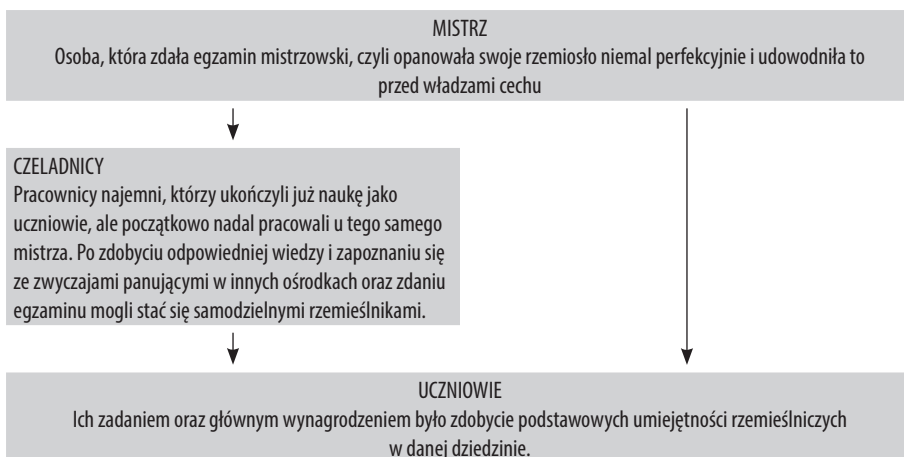 MISTRZ
Osoba, która zdała egzamin mistrzowski, czyli opanowała swoje rzemiosło niemal perfekcyjnie i udowodniła to
przed władzami cechu
CZELADNICY
Pracownicy najemni, którzy ukończyli już naukę jako
uczniowie, ale początkowo nadal pracowali u tego samego
mistrza. Po zdobyciu odpowiedniej wiedzy i zapoznaniu się
ze zwyczajami panującymi w innych ośrodkach oraz zdaniu
egzaminu mogli stać się samodzielnymi rzemieślnikami.
UCZNIOWIE
Ich zadaniem oraz głównym wynagrodzeniem było zdobycie podstawowych umiejętności rzemieślniczych
w danej dziedzinie.